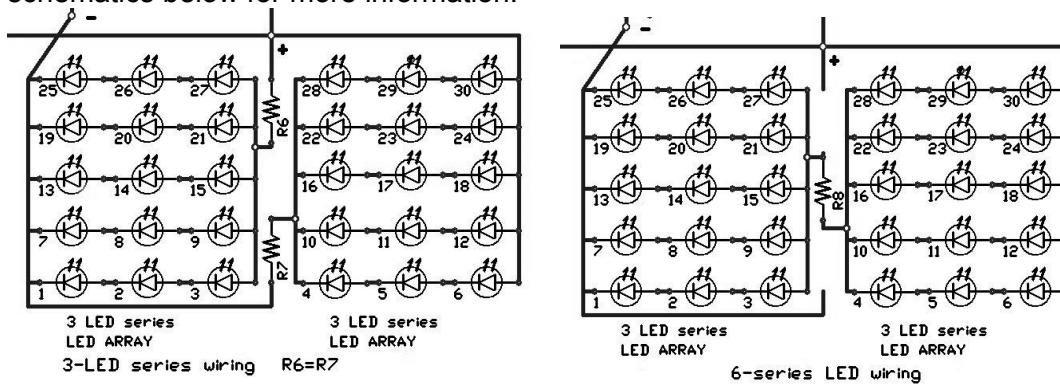 schematics below for more information.
-
+
25 26 27 28 29 30
R6
19 20 21 22 23 24
13 14 15 16 17 18
7 8 9 10 11 12
R7
1 2 3 4 5 6
3 LED series 3 LED series
LED ARRAY LED ARRAY
3-LED series wiring R6=R7
-
+
25 26 27 28 29 30
19 20 21 22 23 24
13 14 15 16 17 18
R8
7 8 9 10 11 12
1 2 3 4 5 6
3 LED series 3 LED series
LED ARRAY LED ARRAY
6-series LED wiring